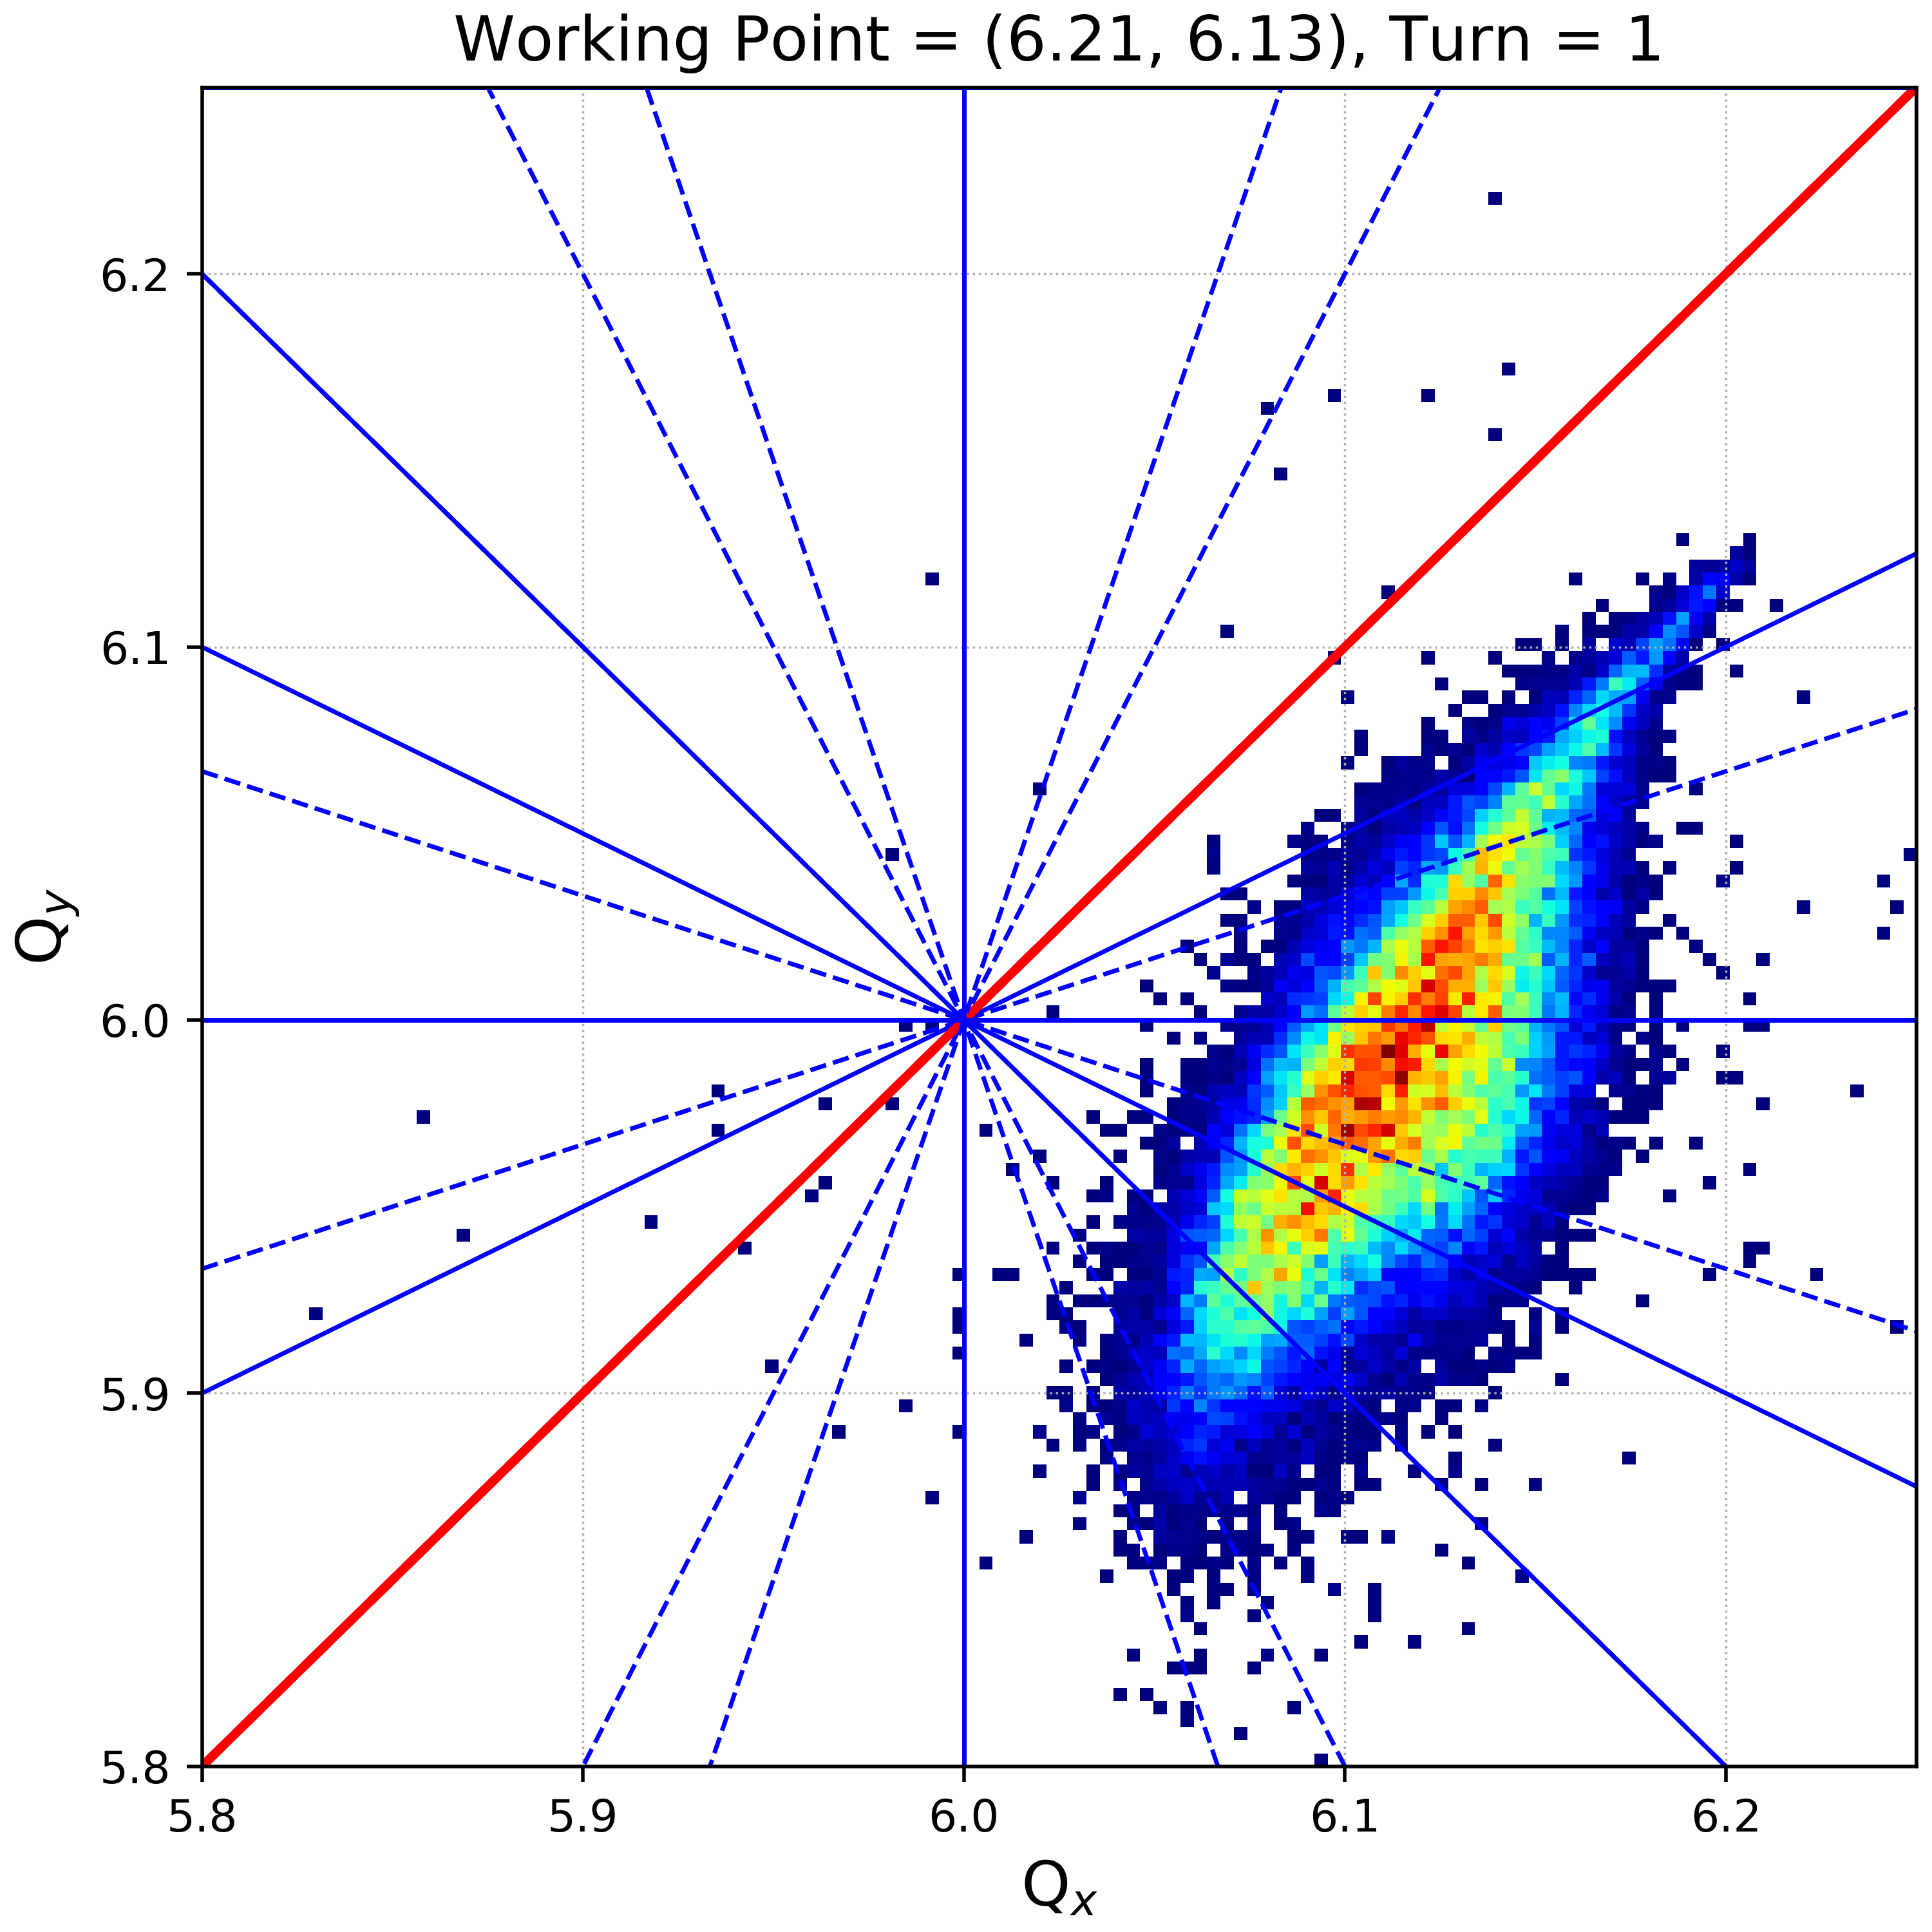 Working Point = (6.21, 6.13), Turn = 1
6.2
6.1
6.0
5.9
5.8
Qy
5.8 5.9 6.0 6.1 6.2
Qx